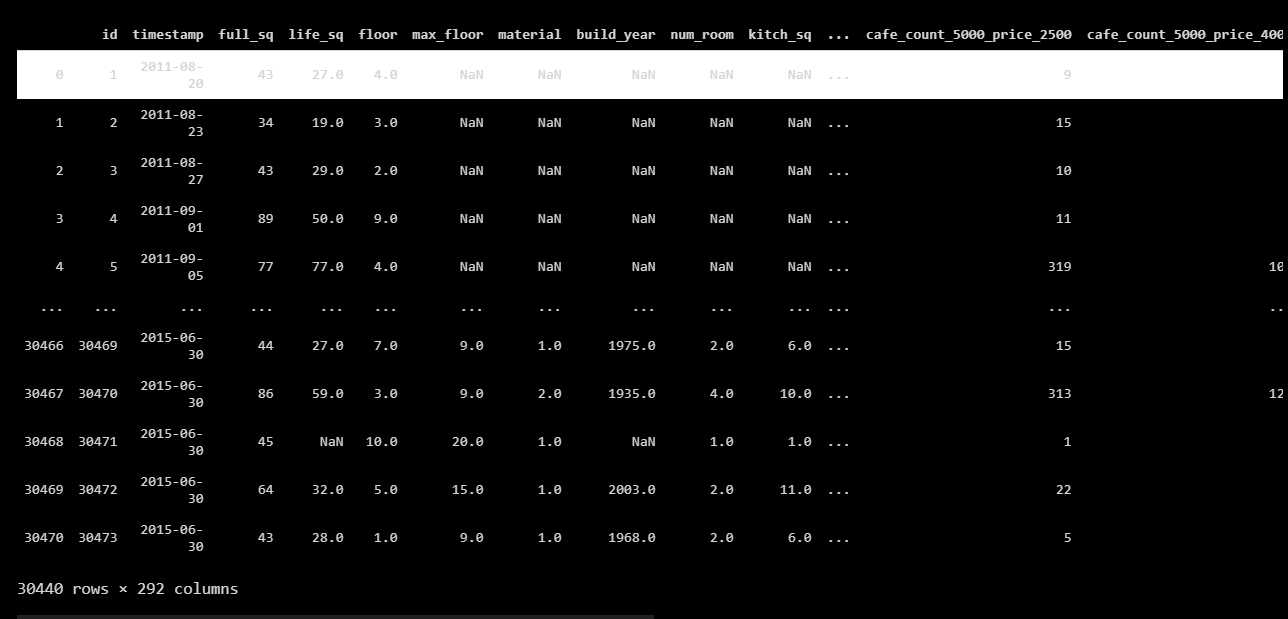 id timestamp full_sq life_sq floor max_floor material build_year num_room kitch_sq ... cafe_count_5000_price_2500 cafe_count_5000_price_400
0 1 2011-08-20 43 27.0 4.0 NaN NaN NaN NaN NaN ... 9
1 2 2011-08-23 34 19.0 3.0 NaN NaN NaN NaN NaN ... 15
2 3 2011-08-27 43 29.0 2.0 NaN NaN NaN NaN NaN ... 10
3 4 2011-09-01 89 50.0 9.0 NaN NaN NaN NaN NaN ... 11
4 5 2011-09-05 77 77.0 4.0 NaN NaN NaN NaN NaN ... 319 10
... ... ... ... ... ... ... ... ... ... ... ... ... ..
30466 30469 2015-06-30 44 27.0 7.0 9.0 1.0 1975.0 2.0 6.0 ... 15
30467 30470 2015-06-30 86 59.0 3.0 9.0 2.0 1935.0 4.0 10.0 ... 313 12
30468 30471 2015-06-30 45 NaN 10.0 20.0 1.0 NaN 1.0 1.0 ... 1
30469 30472 2015-06-30 64 32.0 5.0 15.0 1.0 2003.0 2.0 11.0 ... 22
30470 30473 2015-06-30 43 28.0 1.0 9.0 1.0 1968.0 2.0 6.0 ... 5
30440 rows × 292 columns